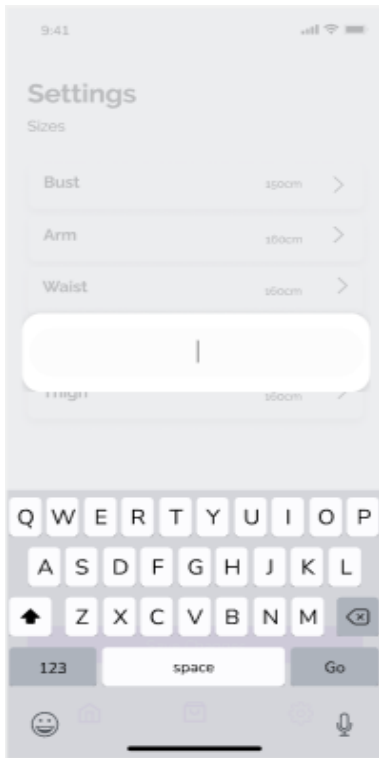 9:41
Settings
Sizes
Bust 150cm
Arm 160cm
Waist 160cm
Thigh 160cm
Q W E R T Y U I O P
A S D F G H J K L
Z X C V B N M
123 space Go